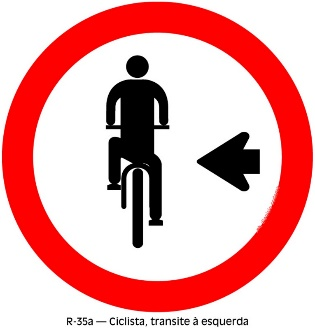 R-35a — Ciclista, transite à esquerda